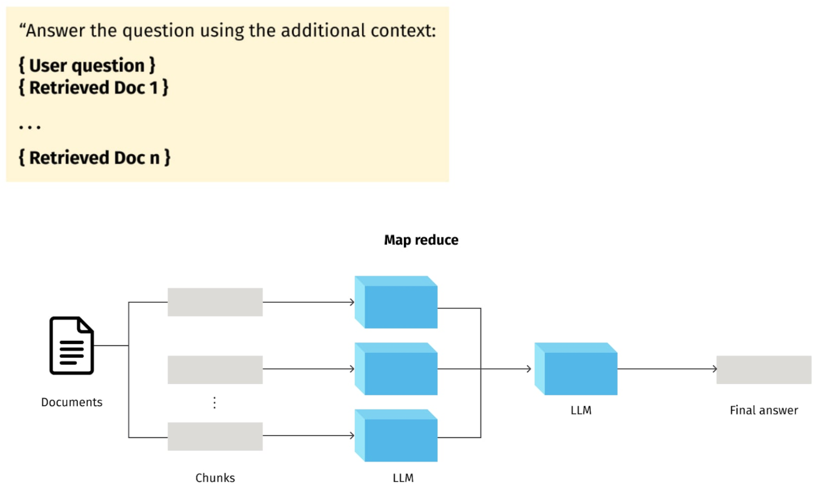 “Answer the question using the additional context:
{ User question }
{ Retrieved Doc 1 }
...
{ Retrieved Doc n }
Map reduce
Documents
Chunks
LLM
LLM
Final answer